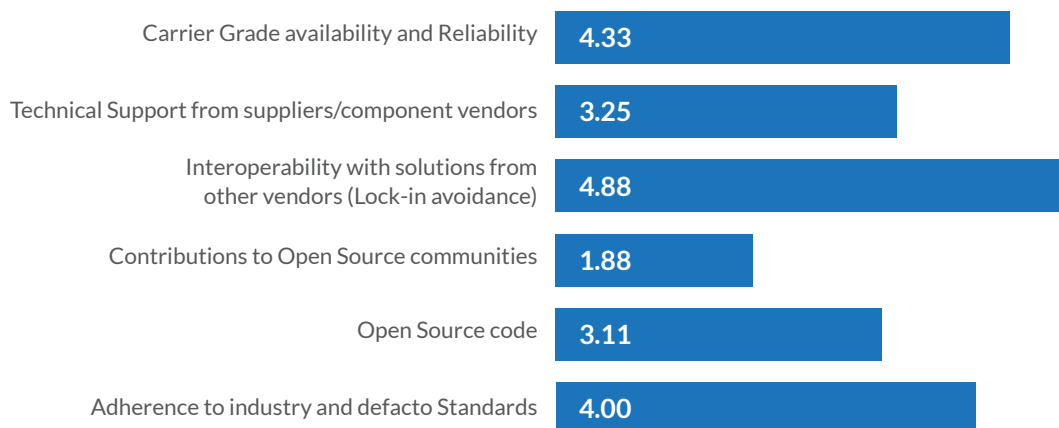 Carrier Grade availability and Reliability
4.33
Technical Support from suppliers/component vendors
3.25
Interoperability with solutions from
other vendors (Lock-in avoidance)
4.88
Contributions to Open Source communities
1.88
Open Source code
3.11
Adherence to industry and defacto Standards
4.00